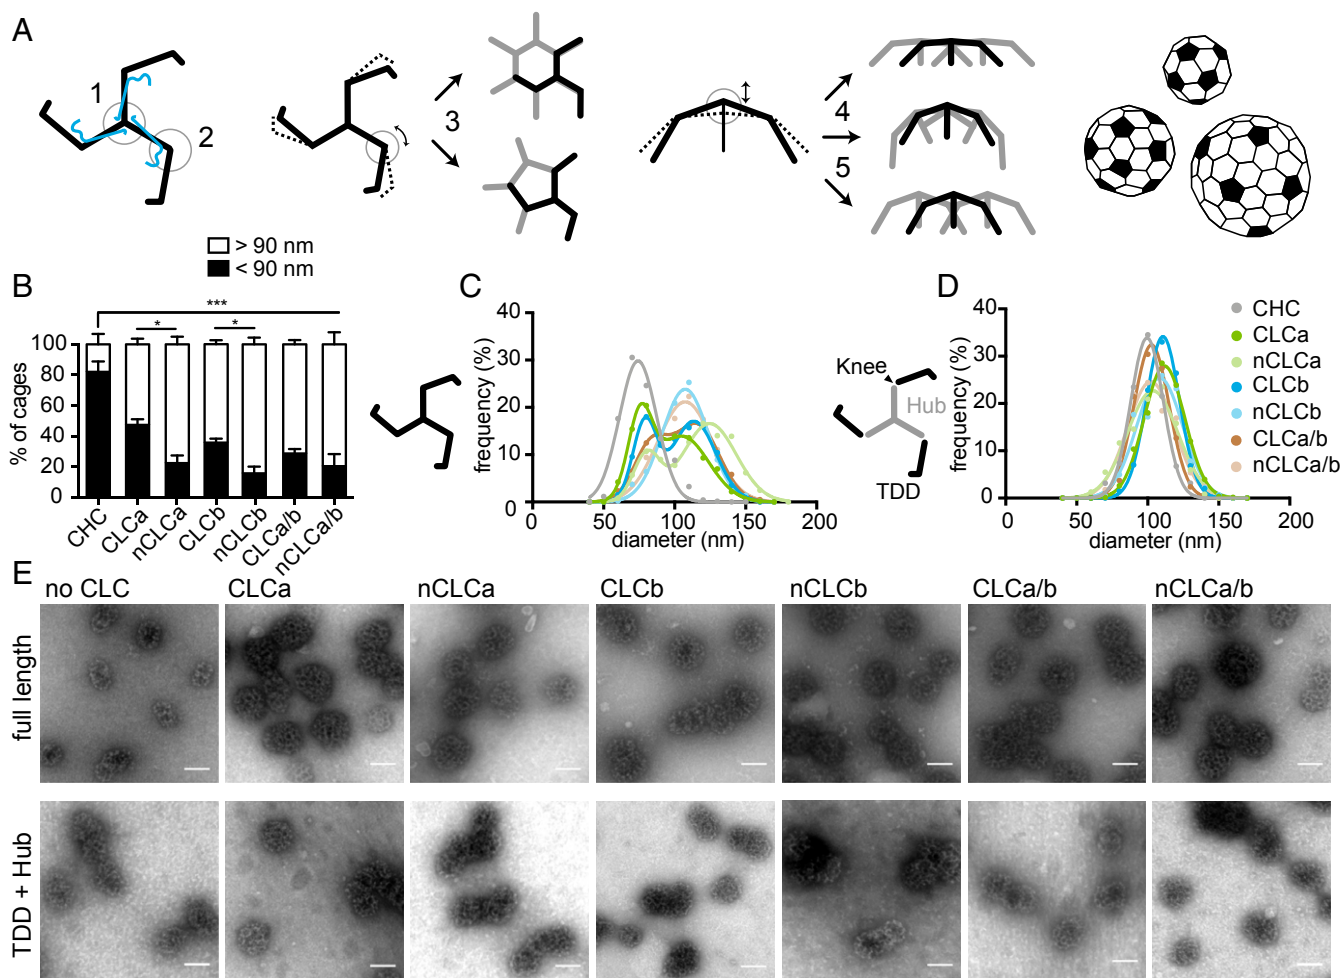 A
1
2
3
4
5
> 90 nm
< 90 nm
B
***
*
*
% of cages
100
80
60
40
20
0
CHC
CLCa
nCLCa
CLCb
nCLCb
CLCa/b
nCLCa/b
C
frequency (%)
40
30
20
10
0
0
50
100
150
200
diameter (nm)
Knee
Hub
TDD
D
frequency (%)
40
30
20
10
0
0
50
100
150
200
diameter (nm)
CHC
CLCa
nCLCa
CLCb
nCLCb
CLCa/b
nCLCa/b
E
no CLC
CLCa
nCLCa
CLCb
nCLCb
CLCa/b
nCLCa/b
full length
TDD + Hub